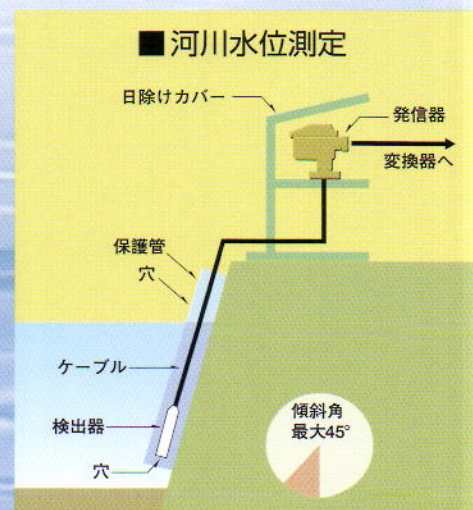 ■河川水位測定
日除けカバー
発信器
変換器へ
保護管
穴
ケーブル
検出器
穴
傾斜角
最大45°